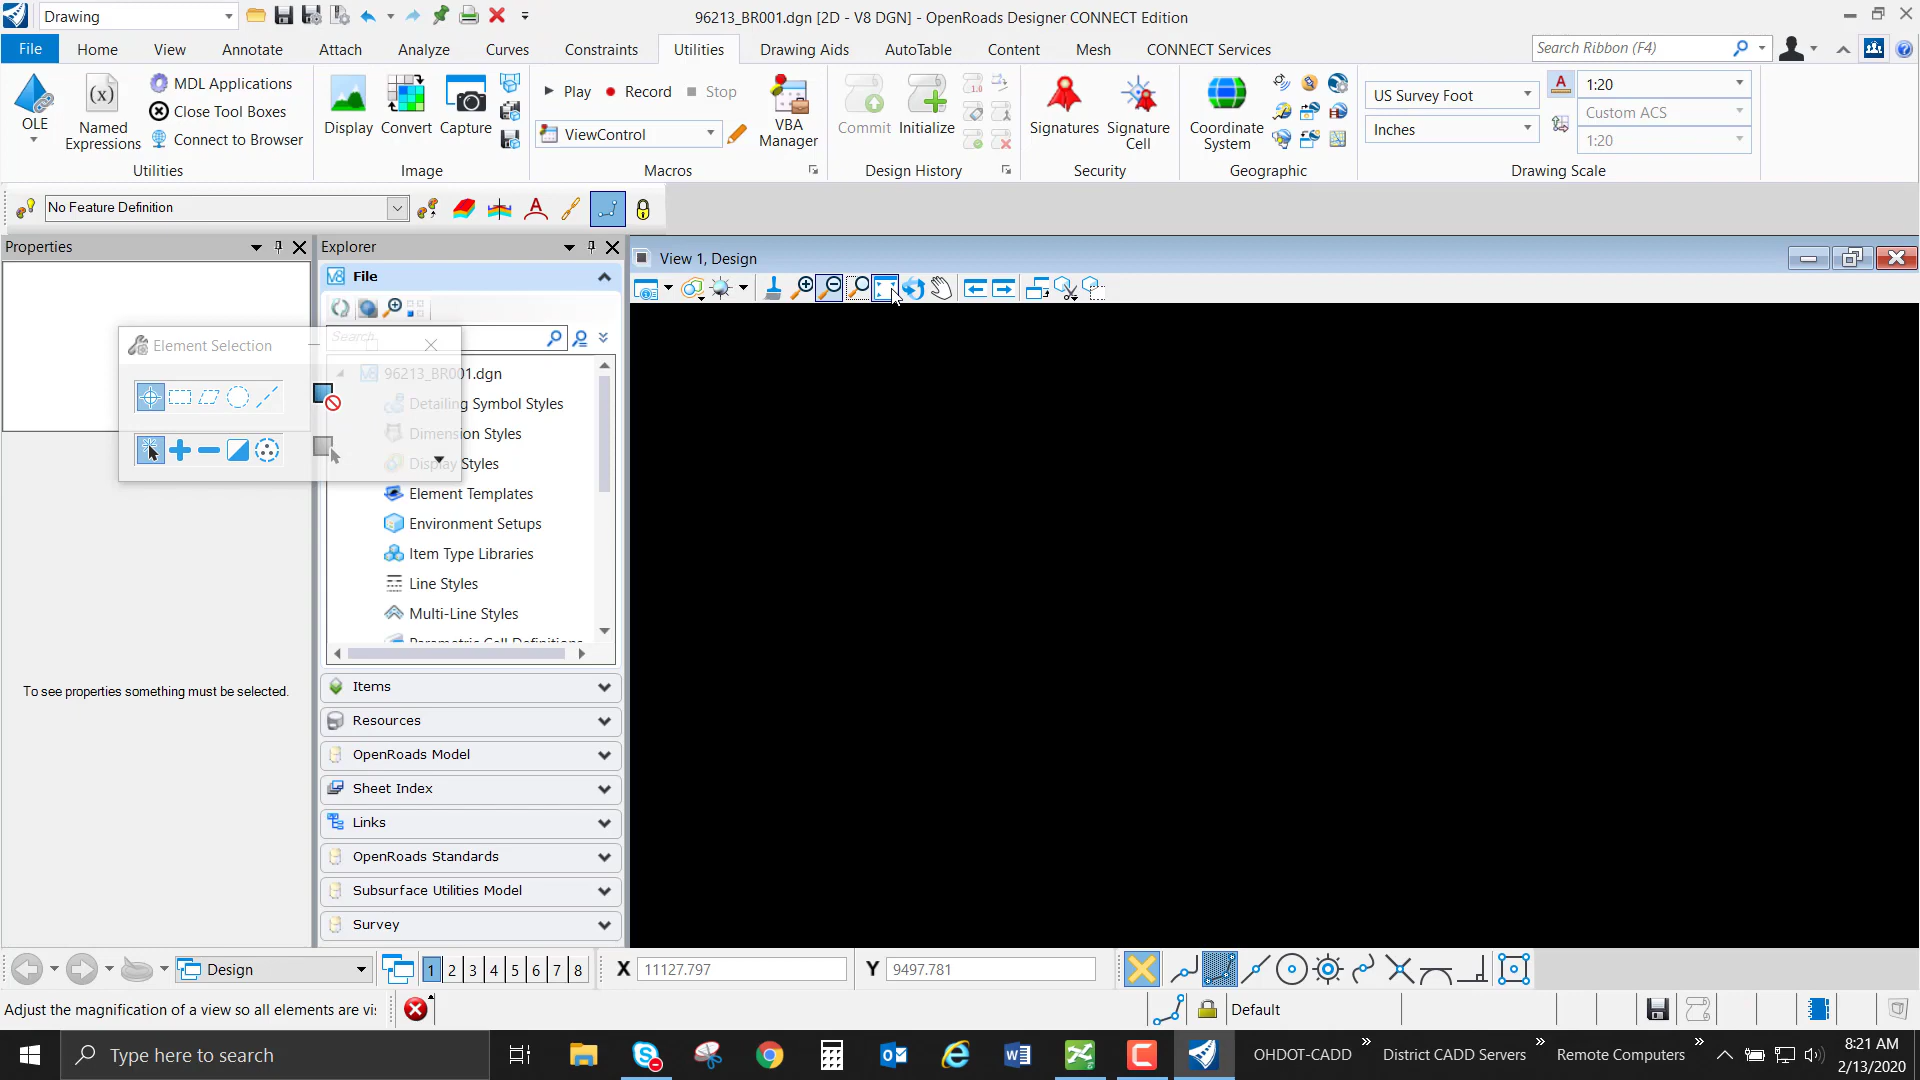 Drawing
96213_BR001.dgn [2D - V8 DGN] - OpenRoads Designer CONNECT Edition
File Home View Annotate Attach Analyze Curves Constraints Utilities Drawing Aids AutoTable Content Mesh CONNECT Services
Search Ribbon (F4)
OLE
(x)
Named
Expressions
MDL Applications
Close Tool Boxes
Connect to Browser
Utilities
Display
Convert
Capture
Image
Play Record Stop
ViewControl
VBA
Manager
Macros
Commit
Initialize
1.0
Design History
Signatures
Signature
Cell
Security
Coordinate
System
Geographic
US Survey Foot
Inches
1:20
Custom ACS
1:20
Drawing Scale
No Feature Definition
Properties
Explorer
View 1, Design
File
Search
Element Selection
96213_BR001.dgn
Detailing Symbol Styles
Dimension Styles
Display Styles
Element Templates
Environment Setups
Item Type Libraries
Line Styles
Multi-Line Styles
Parametric Cell Definitions
To see properties something must be selected.
Items
Resources
OpenRoads Model
Sheet Index
Links
OpenRoads Standards
Subsurface Utilities Model
Survey
Design
1 2 3 4 5 6 7 8
X 11127.797
Y 9497.781
Adjust the magnification of a view so all elements are vis
Default
Type here to search
OHDOT-CADD
District CADD Servers
Remote Computers
8:21 AM
2/13/2020